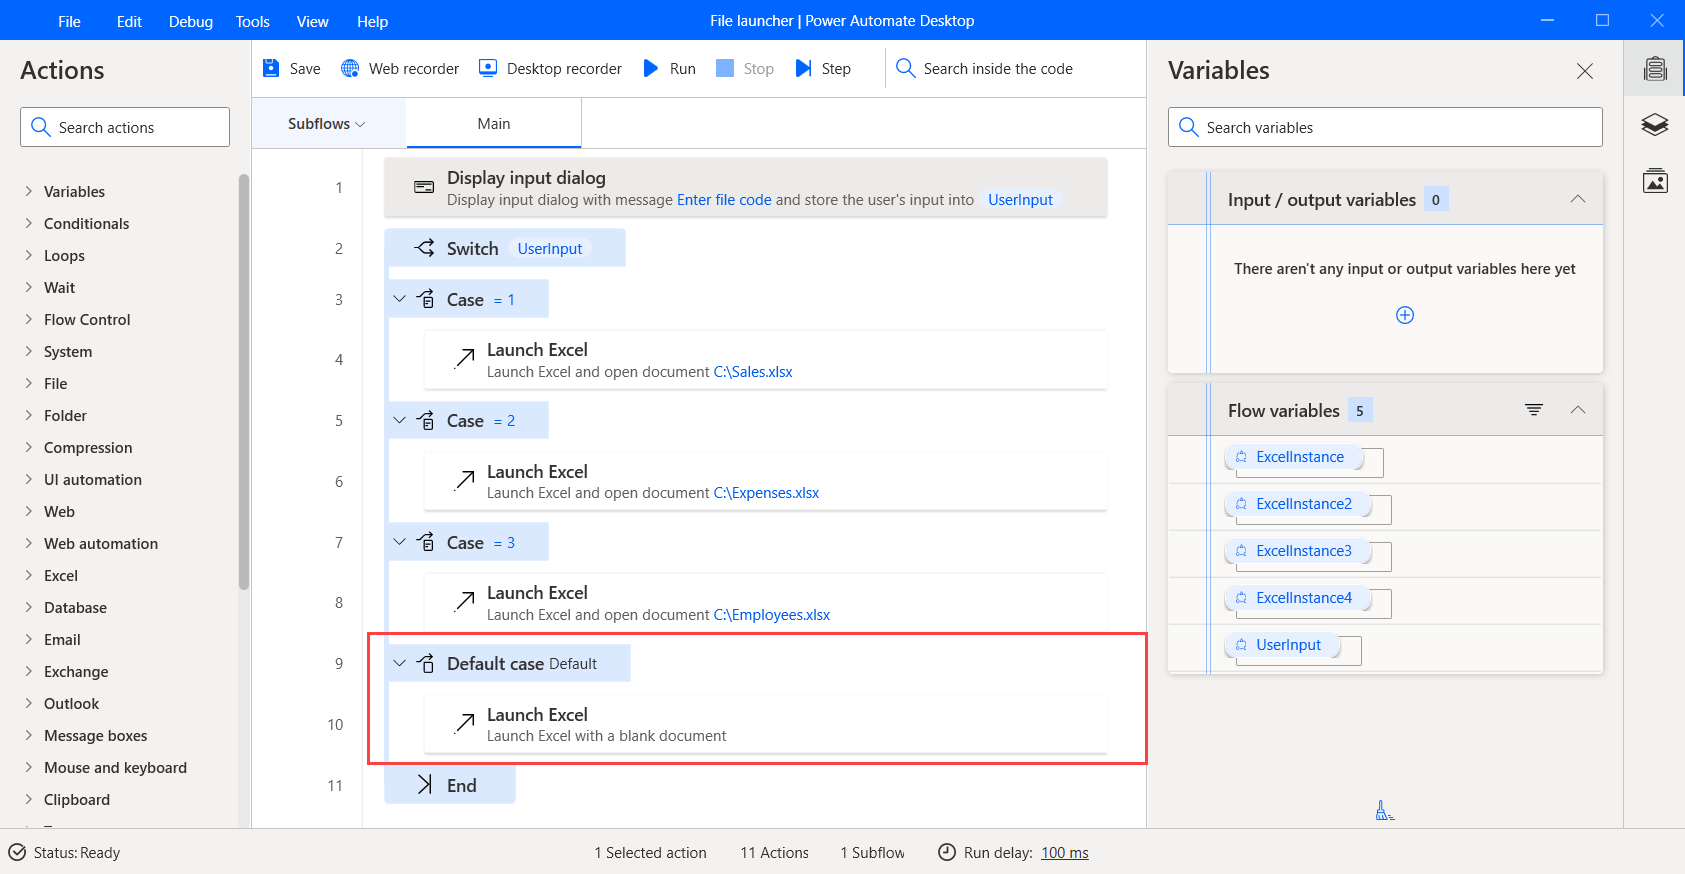 File Edit Debug Tools View Help
File launcher | Power Automate Desktop
Actions
Search actions
Variables
Conditionals
Loops
Wait
Flow Control
System
File
Folder
Compression
UI automation
Web
Web automation
Excel
Database
Email
Exchange
Outlook
Message boxes
Mouse and keyboard
Clipboard
Save Web recorder Desktop recorder Run Stop Step Search inside the code
Subflows Main
1 Display input dialog
Display input dialog with message Enter file code and store the user's input into UserInput
2 Switch UserInput
3 Case = 1
4 Launch Excel
Launch Excel and open document C:\Sales.xlsx
5 Case = 2
6 Launch Excel
Launch Excel and open document C:\Expenses.xlsx
7 Case = 3
8 Launch Excel
Launch Excel and open document C:\Employees.xlsx
9 Default case Default
10 Launch Excel
Launch Excel with a blank document
11 End
Variables
Search variables
Input / output variables 0
There aren't any input or output variables here yet
Flow variables 5
ExcelInstance
ExcelInstance2
ExcelInstance3
ExcelInstance4
UserInput
Status: Ready 1 Selected action 11 Actions 1 Subflow Run delay: 100 ms